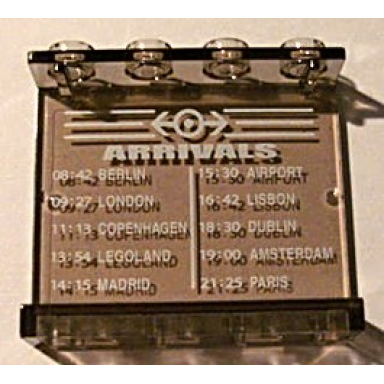 ARRIVALS
08:42 BERLIN
09:27 LONDON
11:13 COPENHAGEN
13:54 LEGOLAND
14:15 MADRID
15:30 AIRPORT
16:42 LISBON
18:30 DUBLIN
19:00 AMSTERDAM
21:25 PARIS